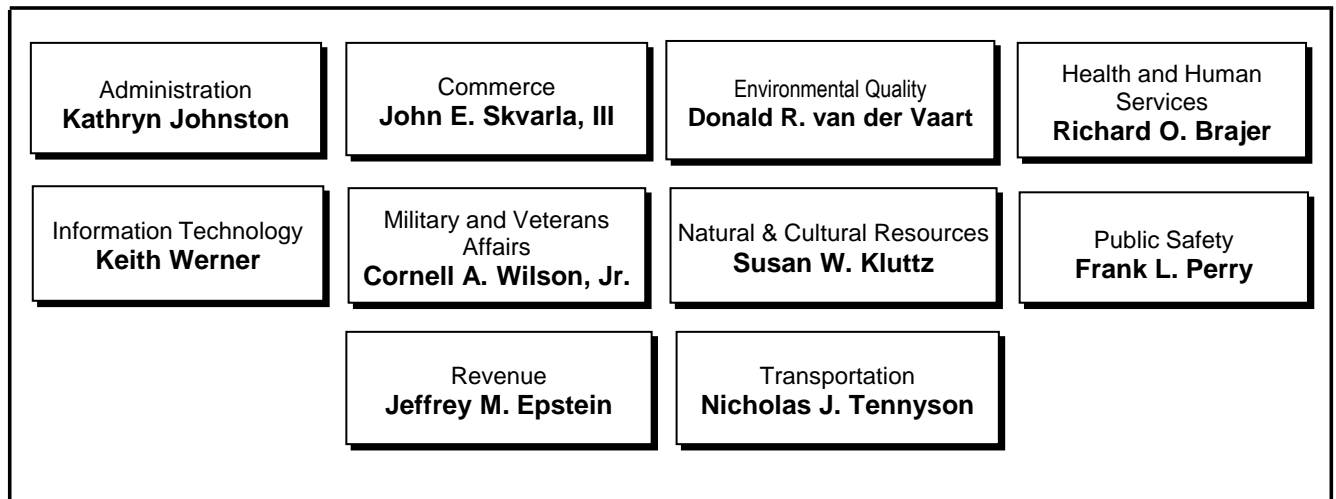 Administration
Kathryn Johnston
Commerce
John E. Skvarla, III
Environmental Quality
Donald R. van der Vaart
Health and Human
Services
Richard O. Brajer
Information Technology
Keith Werner
Military and Veterans
Affairs
Cornell A. Wilson, Jr.
Natural & Cultural Resources
Susan W. Kluttz
Public Safety
Frank L. Perry
Revenue
Jeffrey M. Epstein
Transportation
Nicholas J. Tennyson